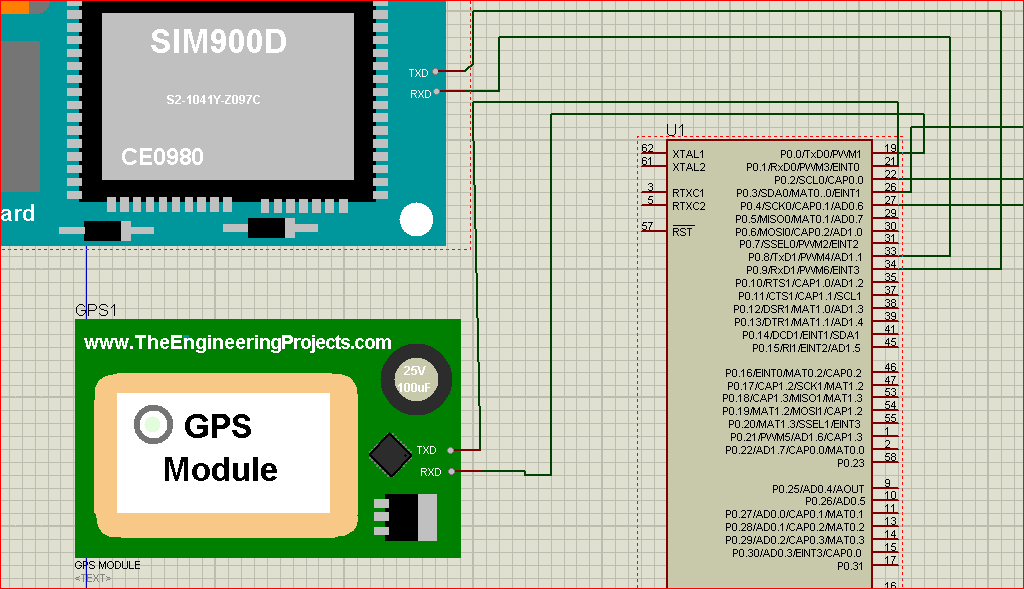 SIM900D
S2-1041Y-Z097C
CE0980
TXD
RXD
ard
GPS1
www.TheEngineeringProjects.com
25V
100uF
GPS
Module
TXD
RXD
GPS MODULE
<TEXT>
U1
62 XTAL1
61 XTAL2
3 RTXC1
5 RTXC2
57 RST
P0.0/TxD0/PWM1 19
P0.1/RxD0/PWM3/EINT0 21
P0.2/SCL0/CAP0.0 22
P0.3/SDA0/MAT0..0/EINT1 26
P0.4/SCK0/CAP0.1/AD0.6 27
P0.5/MISO0/MAT0.1/AD0.7 29
P0.6/MOSI0/CAP0.2/AD1.0 30
P0.7/SSEL0/PWM2/EINT2 31
P0.8/TxD1/PWM4/AD1.1 33
P0.9/RxD1/PWM6/EINT3 34
P0.10/RTS1/CAP1.0/AD1.2 35
P0.11/CTS1/CAP1.1/SCL1 37
P0.12/DSR1/MAT1.0/AD1.3 38
P0.13/DTR1/MAT1.1/AD1.4 39
P0.14/DCD1/EINT1/SDA1 41
P0.15/RI1/EINT2/AD1.5 45
P0.16/EINT0/MAT0.2/CAP0.2 46
P0.17/CAP1.2/SCK1/MAT1.2 47
P0.18/CAP1.3/MISO1/MAT1.3 53
P0.19/MAT1.2/MOSI1/CAP1.2 54
P0.20/MAT1.3/SSEL1/EINT3 55
P0.21/PWM5/AD1.6/CAP1.3 1
P0.22/AD1.7/CAP0.0/MAT0.0 2
P0.23 58
P0.25/AD0.4/AOUT 9
P0.26/AD0.5 10
P0.27/AD0.0/CAP0.1/MAT0.1 11
P0.28/AD0.1/CAP0.2/MAT0.2 13
P0.29/AD0.2/CAP0.3/MAT0.3 14
P0.30/AD0.3/EINT3/CAP0.0 15
P0.31 17
16